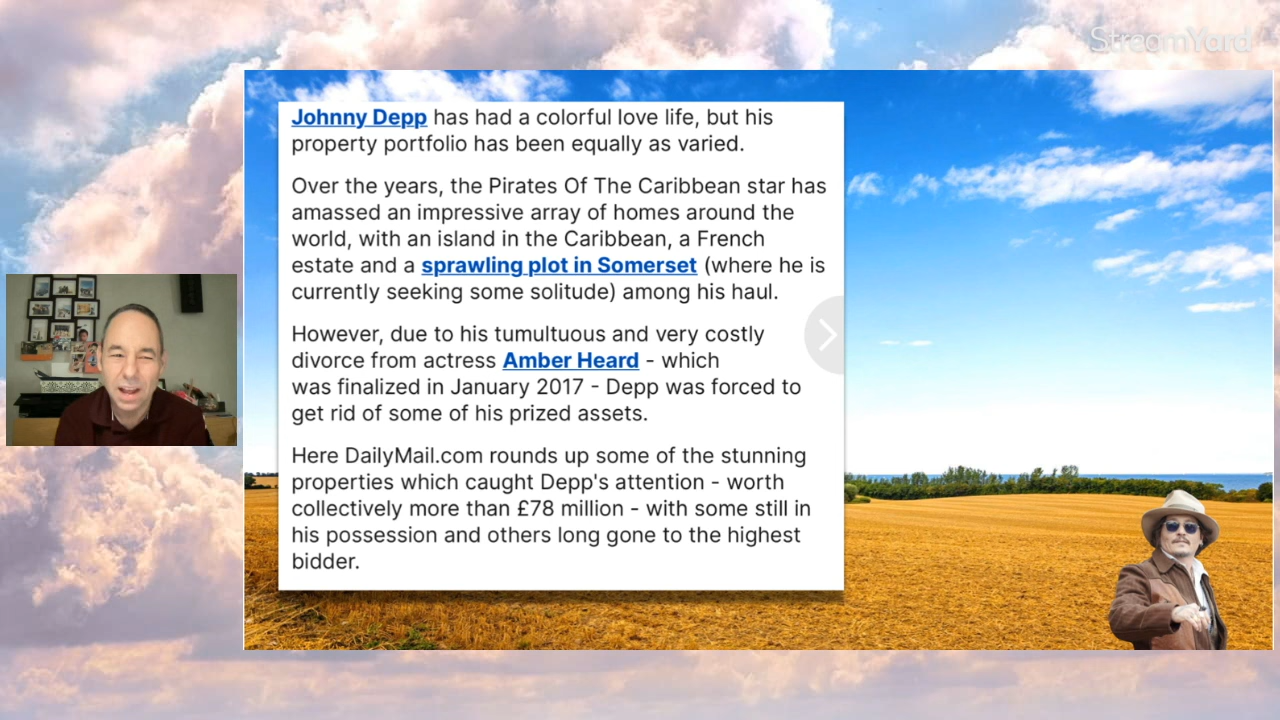 StreamYard
Johnny Depp has had a colorful love life, but his
property portfolio has been equally as varied.
Over the years, the Pirates Of The Caribbean star has
amassed an impressive array of homes around the
world, with an island in the Caribbean, a French
estate and a sprawling plot in Somerset (where he is
currently seeking some solitude) among his haul.
However, due to his tumultuous and very costly
divorce from actress Amber Heard - which
was finalized in January 2017 - Depp was forced to
get rid of some of his prized assets.
Here DailyMail.com rounds up some of the stunning
properties which caught Depp's attention - worth
collectively more than £78 million - with some still in
his possession and others long gone to the highest
bidder.